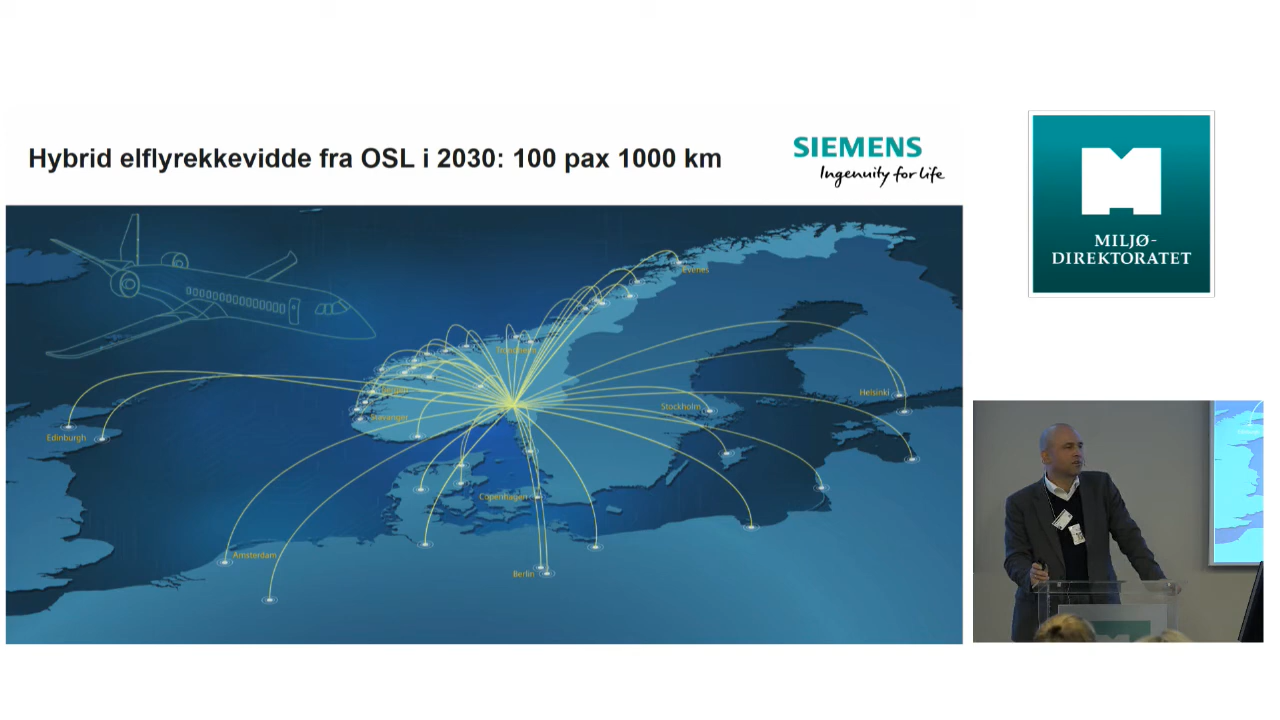 Hybrid elflyrekkevidde fra OSL i 2030: 100 pax 1000 km
SIEMENS
Ingenuity for life
MILJØ-
DIREKTORATET
Evenes
Trondheim
Bergen
Stavanger
Edinburgh
Stockholm
Helsinki
Copenhagen
Amsterdam
Berlin